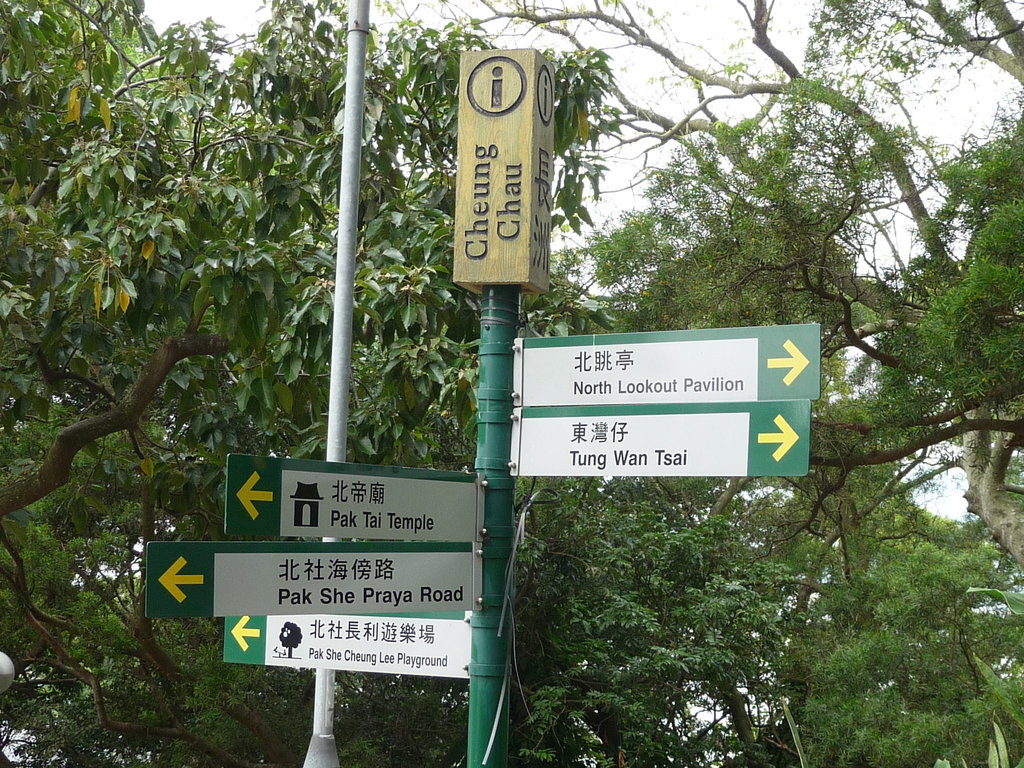 i
Cheung
Chau
i
長洲
北眺亭
North Lookout Pavilion
東灣仔
Tung Wan Tsai
北帝廟
Pak Tai Temple
北社海傍路
Pak She Praya Road
北社長利遊樂場
Pak She Cheung Lee Playground